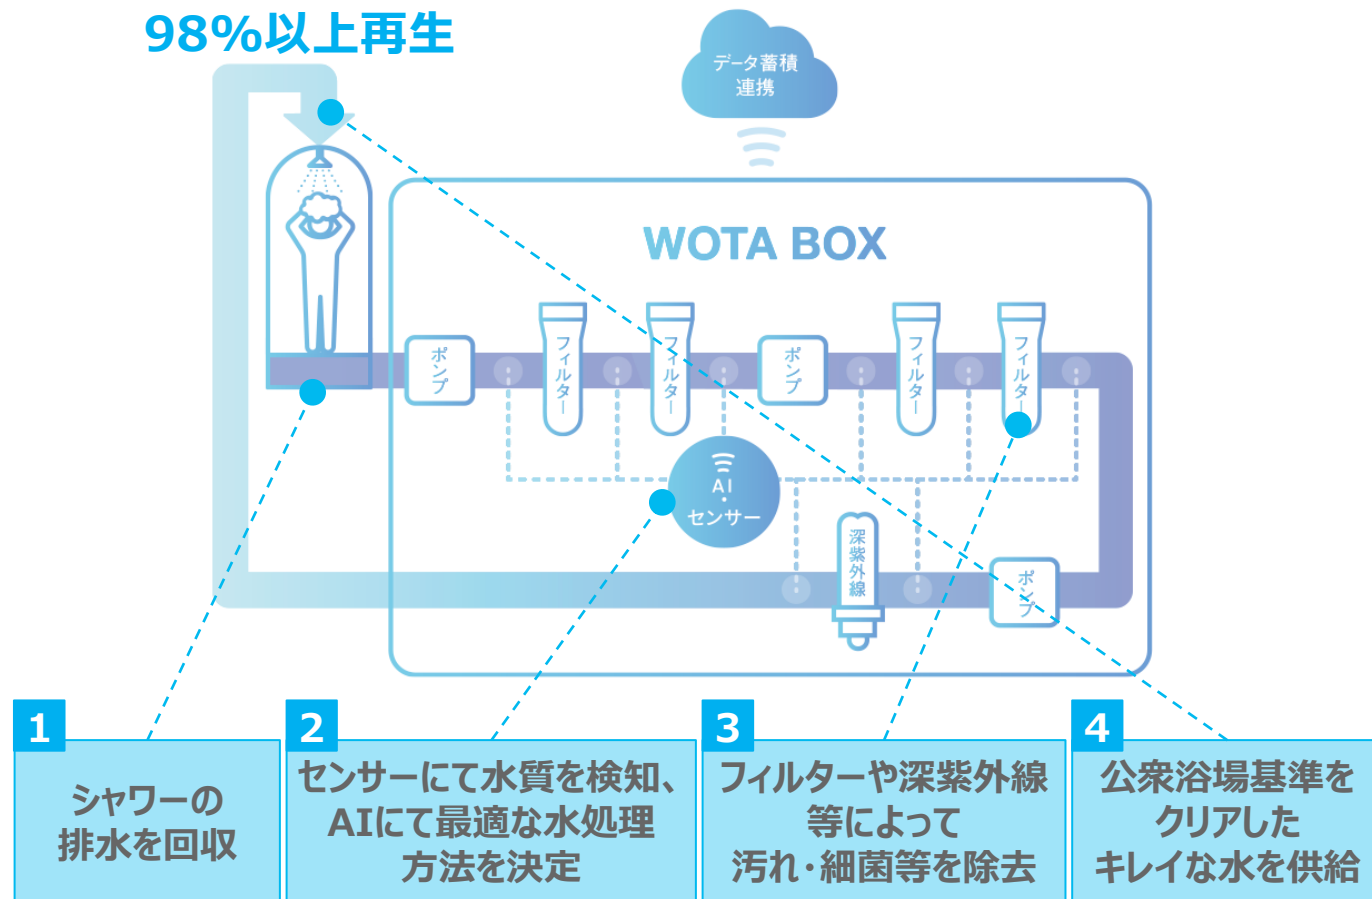 98%以上再生
データ蓄積
連携
WOTA BOX
ポンプ
フィルター
フィルター
ポンプ
フィルター
フィルター
AI
・
センサー
深紫外線
ポンプ
1
シャワーの
排水を回収
2
センサーにて水質を検知、
AIにて最適な水処理
方法を決定
3
フィルターや深紫外線
等によって
汚れ・細菌等を除去
4
公衆浴場基準を
クリアした
キレイな水を供給